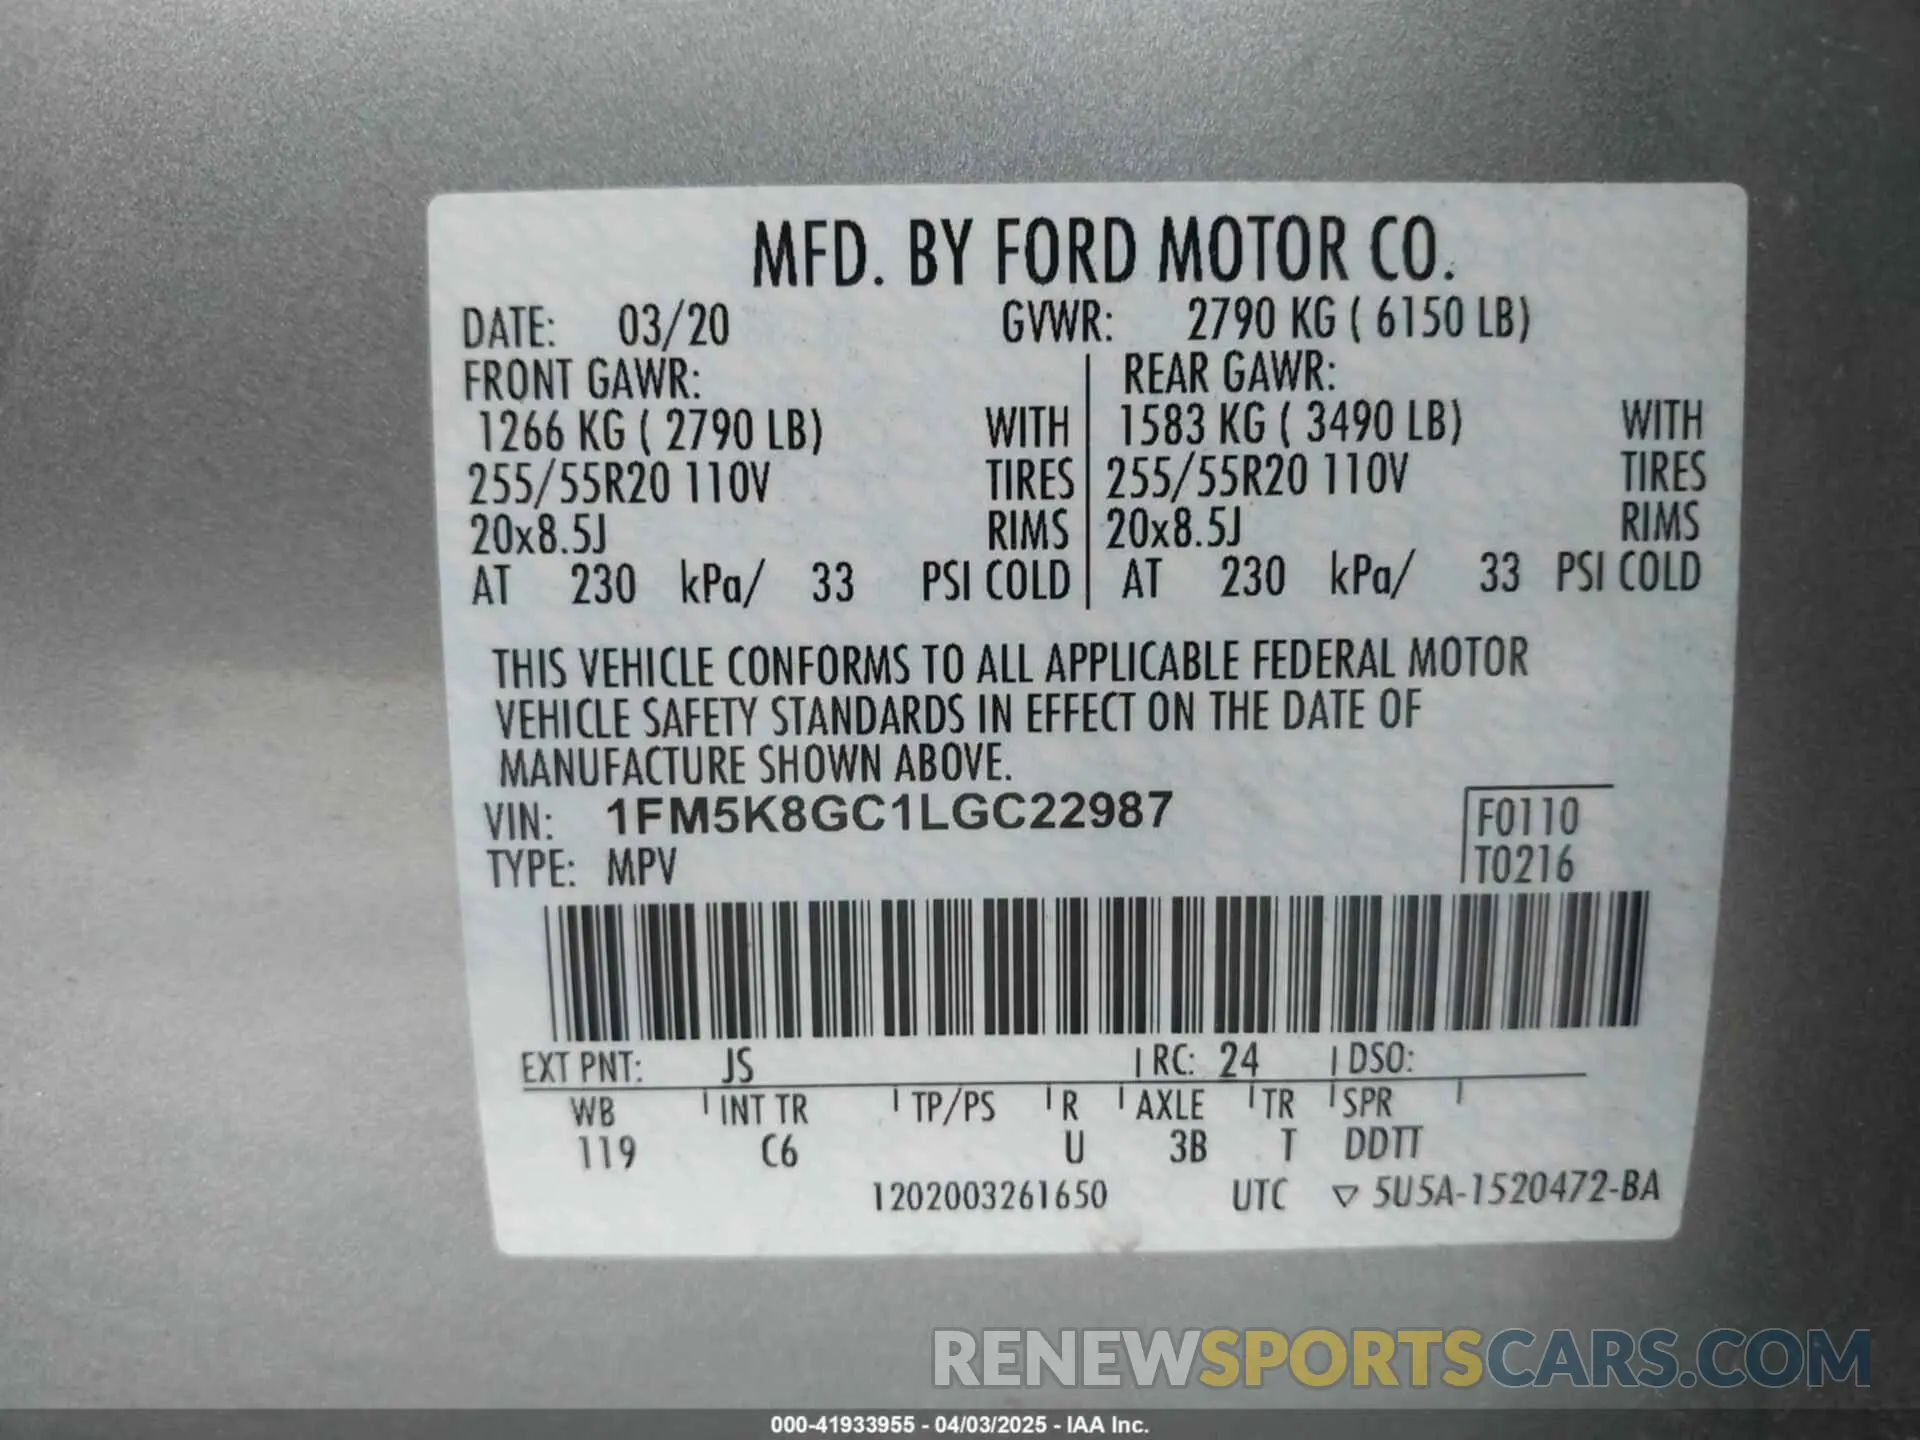 MFD. BY FORD MOTOR CO.
DATE: 03/20 GVWR: 2790 KG ( 6150 LB)
FRONT GAWR: REAR GAWR:
1266 KG ( 2790 LB) WITH 1583 KG ( 3490 LB) WITH
255/55R20 110V TIRES 255/55R20 110V TIRES
20x8.5J RIMS 20x8.5J RIMS
AT 230 kPa/ 33 PSI COLD AT 230 kPa/ 33 PSI COLD
THIS VEHICLE CONFORMS TO ALL APPLICABLE FEDERAL MOTOR
VEHICLE SAFETY STANDARDS IN EFFECT ON THE DATE OF
MANUFACTURE SHOWN ABOVE.
VIN: 1FM5K8GC1LGC22987 F0110
TYPE: MPV T0216
EXT PNT: JS RC: 24 DSO:
WB INT TR TP/PS R AXLE TR SPR
119 C6 U 3B T DDTT
1202003261650 UTC ▽ 5U5A-1520472-BA
RENEWSPORTSCARS.COM
000-41933955 - 04/03/2025 - IAA Inc.